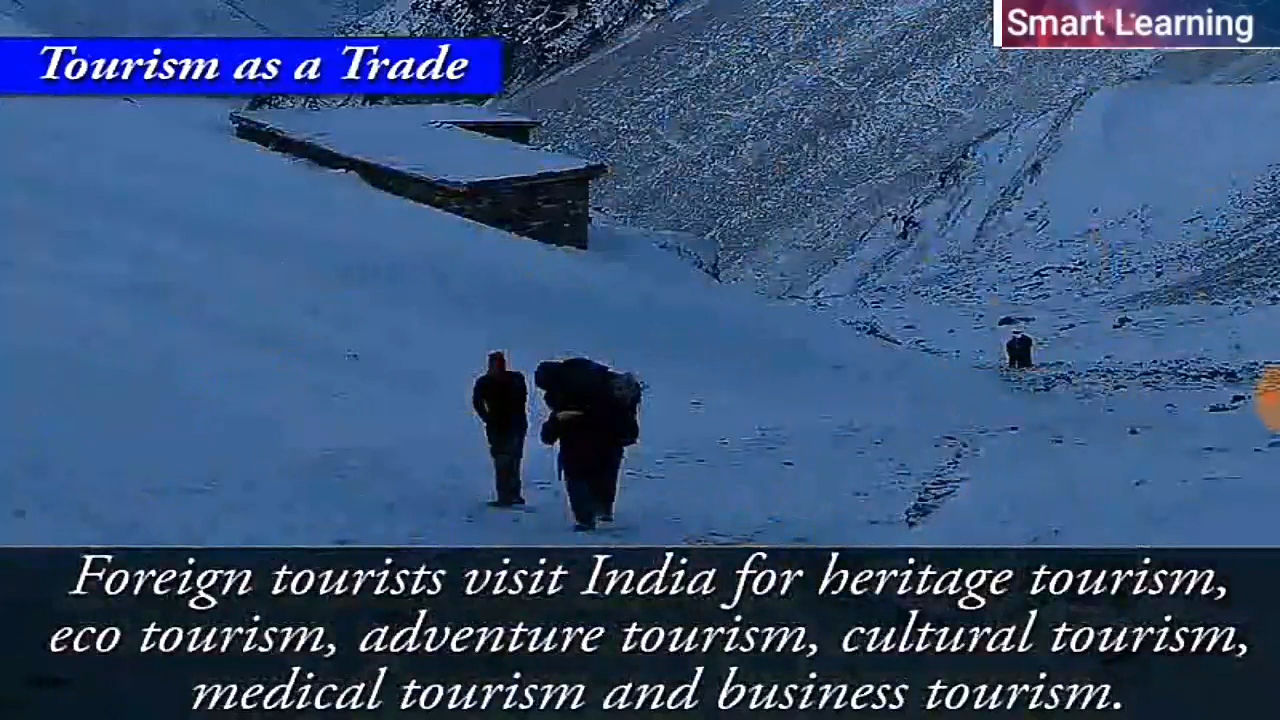 Smart Learning
Tourism as a Trade
Foreign tourists visit India for heritage tourism,
eco tourism, adventure tourism, cultural tourism,
medical tourism and business tourism.